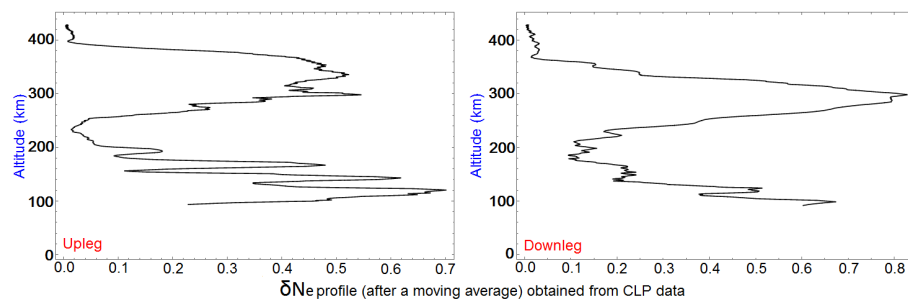 400
300
200
100
0
Altitude (km)
Upleg
0.0 0.1 0.2 0.3 0.4 0.5 0.6 0.7
400
300
200
100
0
Altitude (km)
Downleg
0.0 0.1 0.2 0.3 0.4 0.5 0.6 0.7 0.8
δNe profile (after a moving average) obtained from CLP data